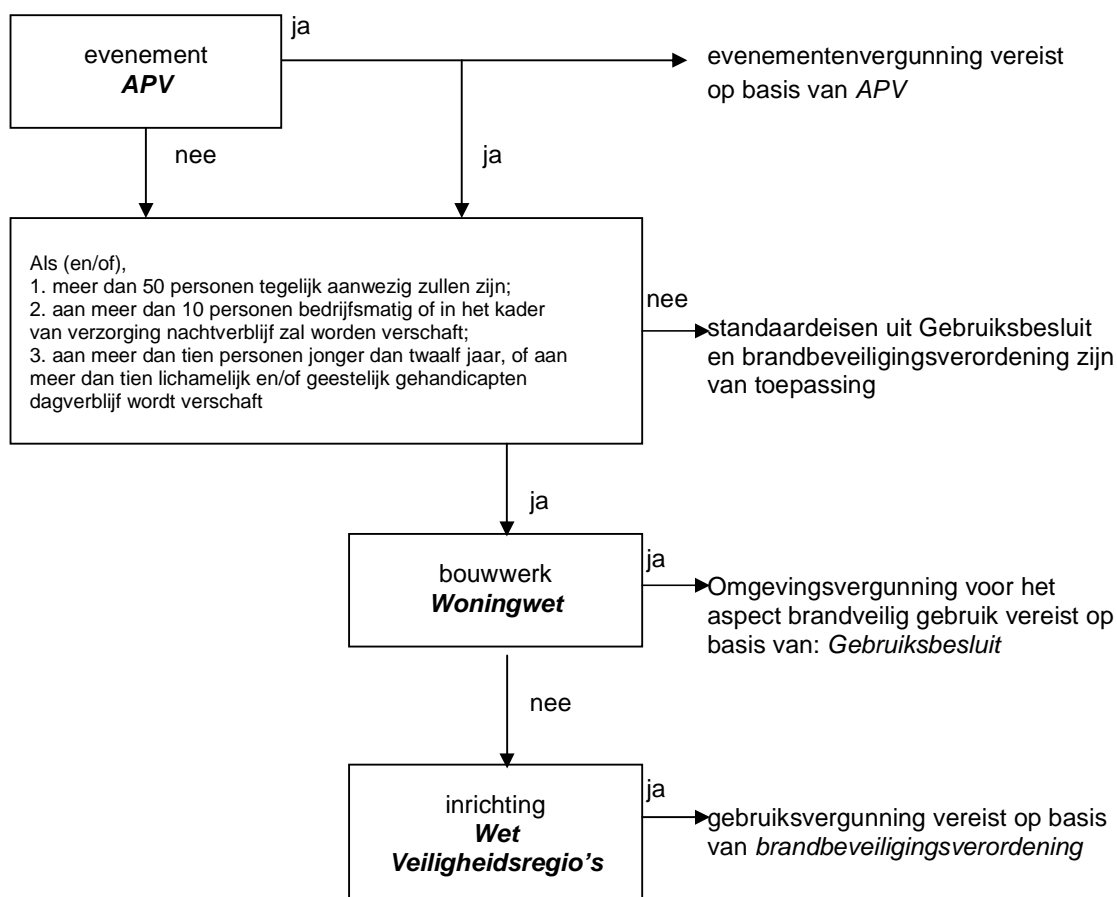 ja
evenement
APV
evenementenvergunning vereist
op basis van APV
nee
ja
Als (en/of),
1. meer dan 50 personen tegelijk aanwezig zullen zijn;
2. aan meer dan 10 personen bedrijfsmatig of in het kader
van verzorging nachtverblijf zal worden verschaft;
3. aan meer dan tien personen jonger dan twaalf jaar, of aan
meer dan tien lichamelijk en/of geestelijk gehandicapten
dagverblijf wordt verschaft
nee
standaardeisen uit Gebruiksbesluit
en brandbeveiligingsverordening zijn
van toepassing
ja
bouwwerk
Woningwet
ja
Omgevingsvergunning voor het
aspect brandveilig gebruik vereist op
basis van: Gebruiksbesluit
nee
inrichting
Wet
Veiligheidsregio's
ja
gebruiksvergunning vereist op basis
van brandbeveiligingsverordening